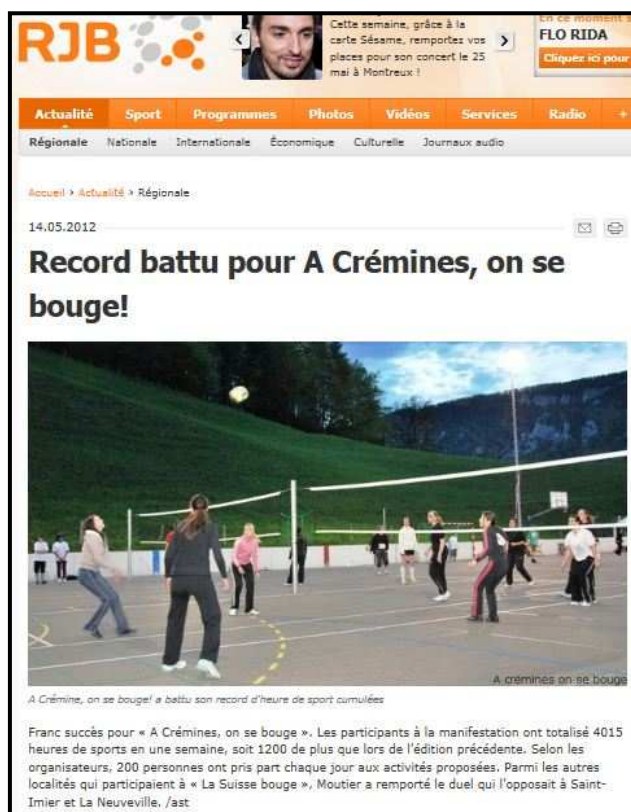 RJB
Cette semaine, grâce à la
carte Sésame, remportez vos
places pour son concert le 25
mai à Montreux !
En ce moment s
FLO RIDA
Cliquez ici pour
Actualité Sport Programmes Photos Vidéos Services Radio +
Régionale Nationale Internationale Économique Culturelle Journaux audio
Accueil › Actualité › Régionale
14.05.2012
Record battu pour A Crémines, on se
bouge!
A crémines on se bouge
A Crémine, on se bouge! a battu son record d'heure de sport cumulées
Franc succès pour « A Crémines, on se bouge ». Les participants à la manifestation ont totalisé 4015
heures de sports en une semaine, soit 1200 de plus que lors de l'édition précédente. Selon les
organisateurs, 200 personnes ont pris part chaque jour aux activités proposées. Parmi les autres
localités qui participaient à « La Suisse bouge », Moutier a remporté le duel qui l'opposait à Saint-
Imier et La Neuveville. /ast